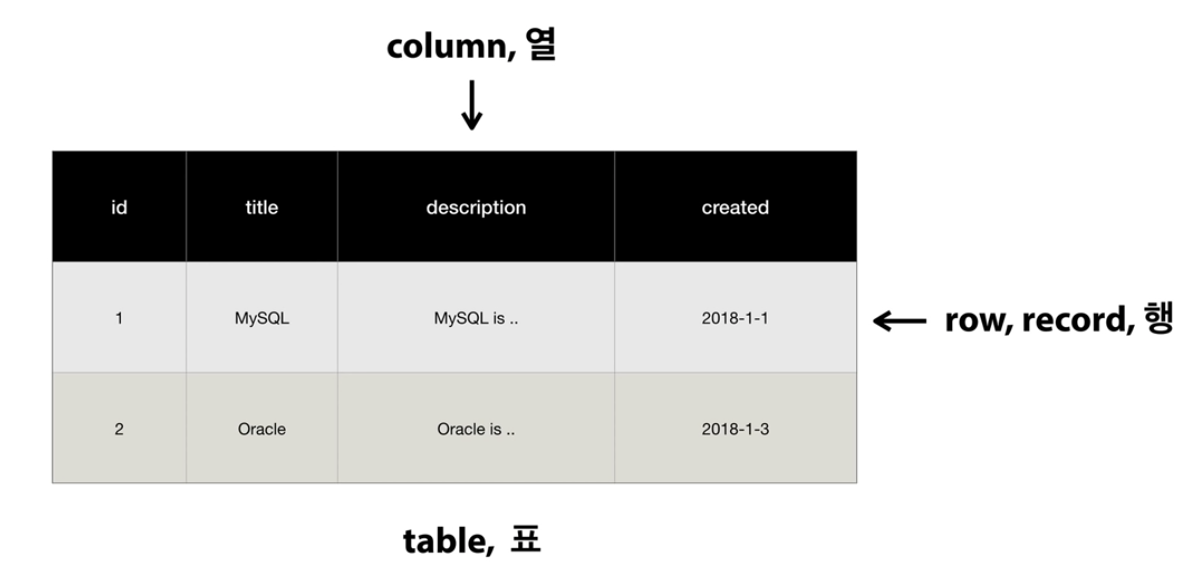 column, 열
id title description created
1 MySQL MySQL is .. 2018-1-1
row, record, 행
2 Oracle Oracle is .. 2018-1-3
table, 표